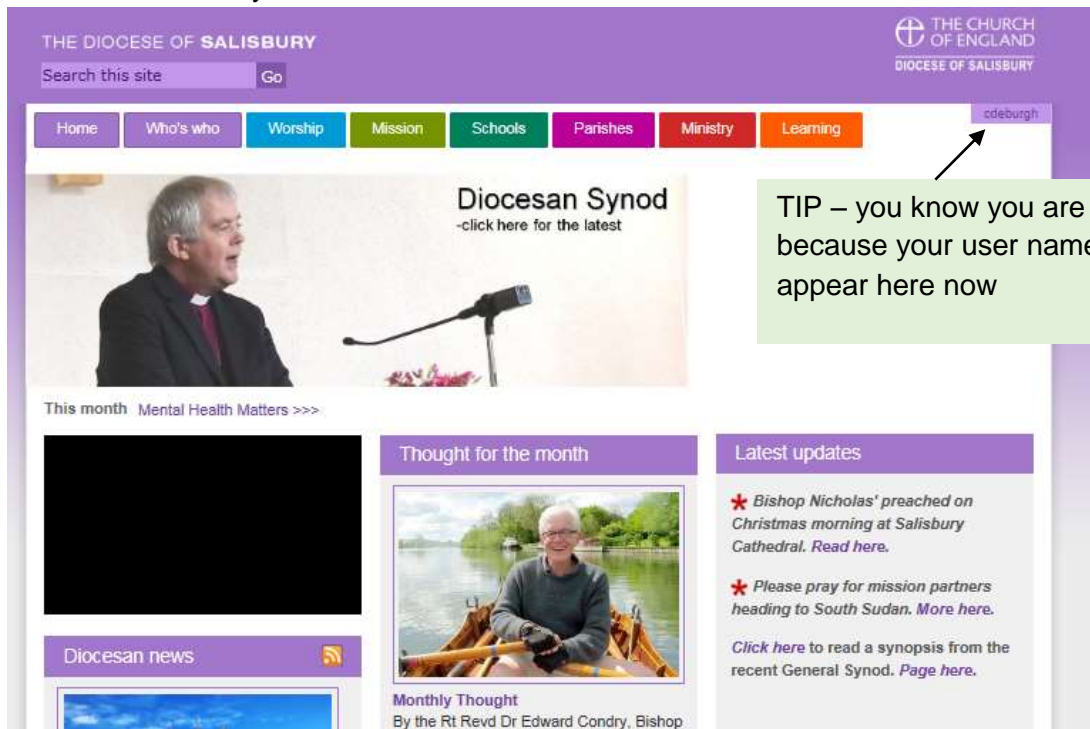 THE DIOCESE OF SALISBURY
Search this site
Go
THE CHURCH
OF ENGLAND
DIOCESE OF SALISBURY
Home
Who's who
Worship
Mission
Schools
Parishes
Ministry
Learning
cdeburgh
Diocesan Synod
-click here for the latest
TIP – you know you are
because your user name
appear here now
This month Mental Health Matters >>>
Thought for the month
Latest updates
Bishop Nicholas' preached on
Christmas morning at Salisbury
Cathedral. Read here.
Please pray for mission partners
heading to South Sudan. More here.
Click here to read a synopsis from the
recent General Synod. Page here.
Diocesan news
Monthly Thought
By the Rt Revd Dr Edward Condry, Bishop